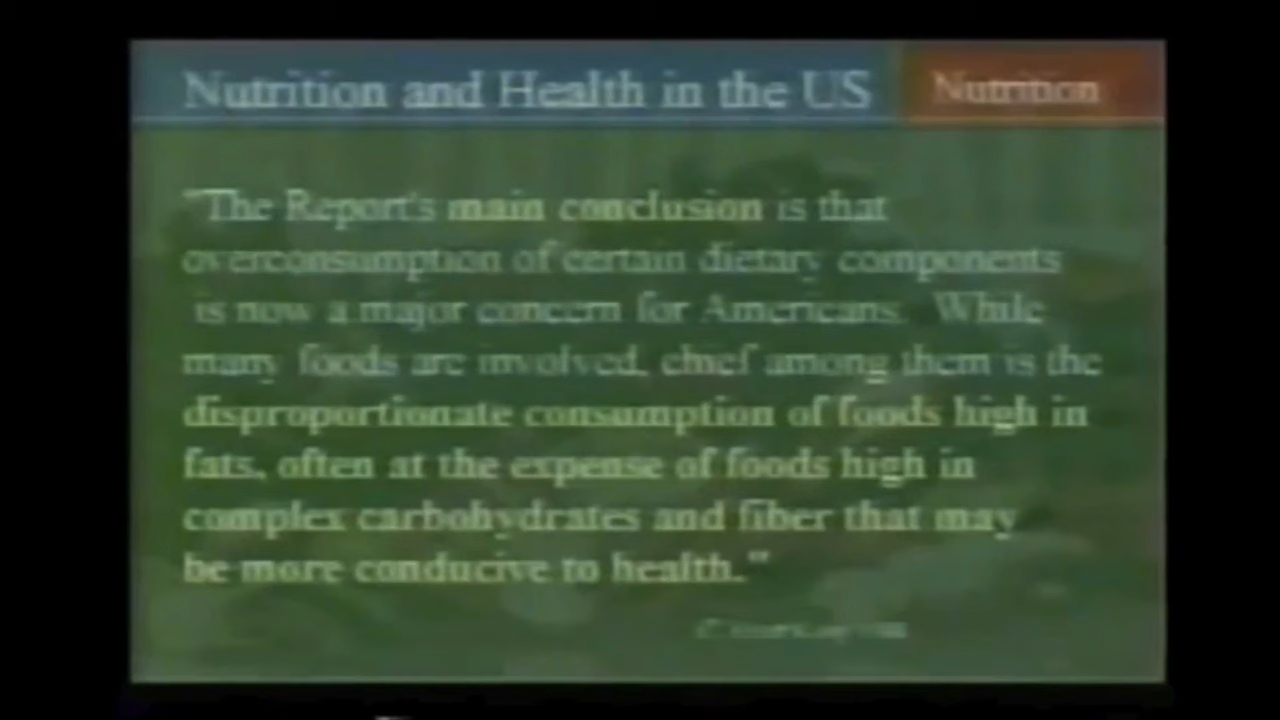 Nutrition and Health in the US
Nutrition
"The Report's main conclusion is that
overconsumption of certain dietary components
is now a major concern for Americans. While
many foods are involved, chief among them is the
disproportionate consumption of foods high in
fats, often at the expense of foods high in
complex carbohydrates and fiber that may
be more conducive to health."